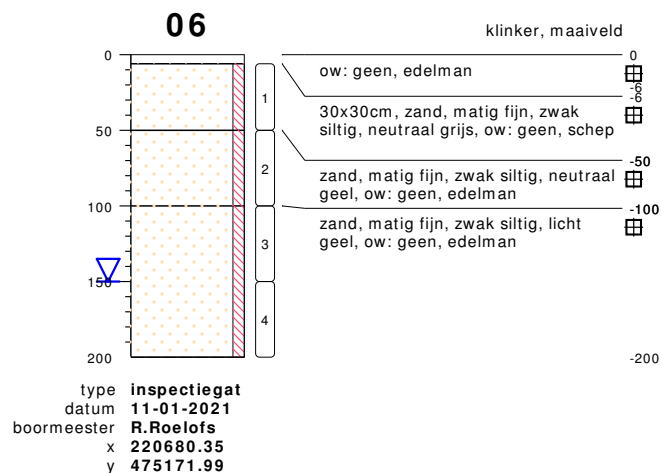 06
klinker, maaiveld
0
0
ow: geen, edelman
-6
-6
1
30x30cm, zand, matig fijn, zwak
siltig, neutraal grijs, ow: geen, schep
50
-50
2
zand, matig fijn, zwak siltig, neutraal
geel, ow: geen, edelman
100
-100
3
zand, matig fijn, zwak siltig, licht
geel, ow: geen, edelman
150
4
200
-200
type inspectiegat
datum 11-01-2021
boormeester R.Roelofs
x 220680.35
y 475171.99